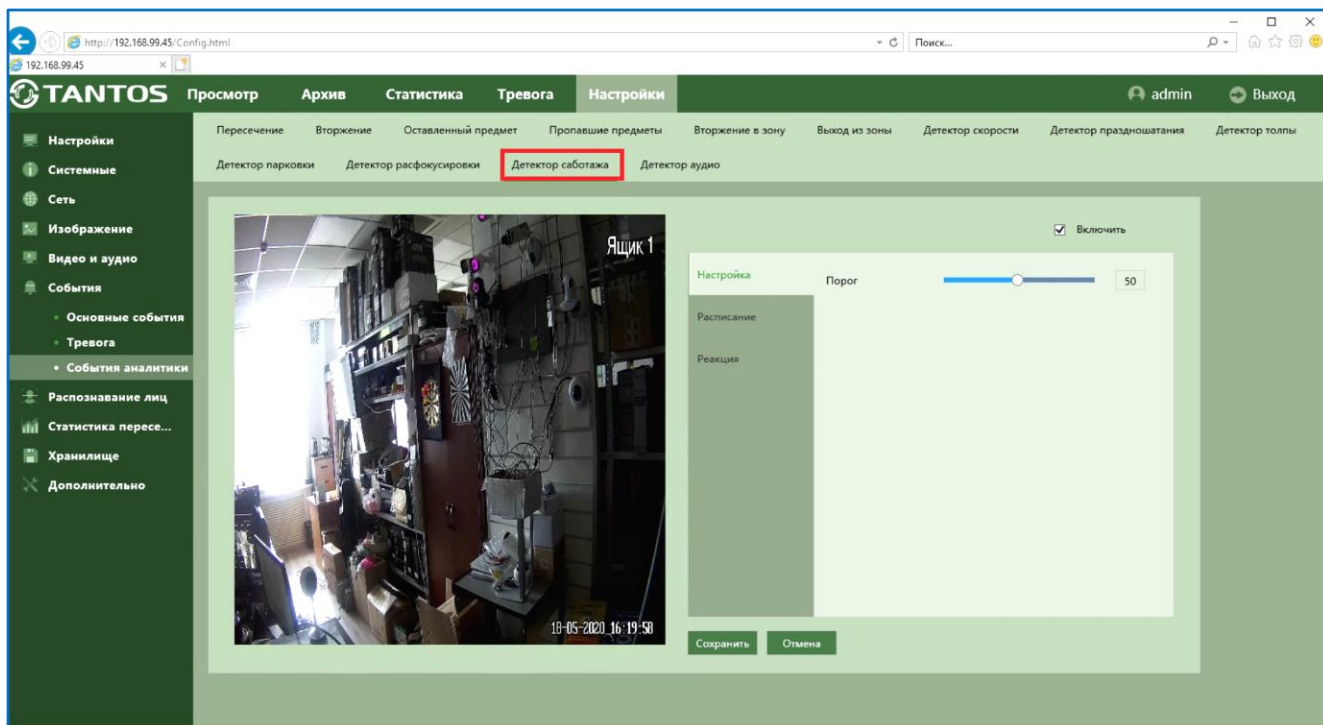 http://192.168.99.45/Config.html
Поиск...
192.168.99.45
TANTOS Просмотр Архив Статистика Тревога Настройки admin Выход
Настройки
Системные
Сеть
Изображение
Видео и аудио
События
Основные события
Тревога
События аналитики
Распознавание лиц
Статистика пересе...
Хранилище
Дополнительно
Пересечение Вторжение Оставленный предмет Пропавшие предметы Вторжение в зону Выход из зоны Детектор скорости Детектор праздношатания Детектор толпы
Детектор парковки Детектор расфокусировки Детектор саботажа Детектор аудио
Ящик 1
18-05-2020 16:19:58
Включить
Настройка
Расписание
Реакция
Порог 50
Сохранить Отмена